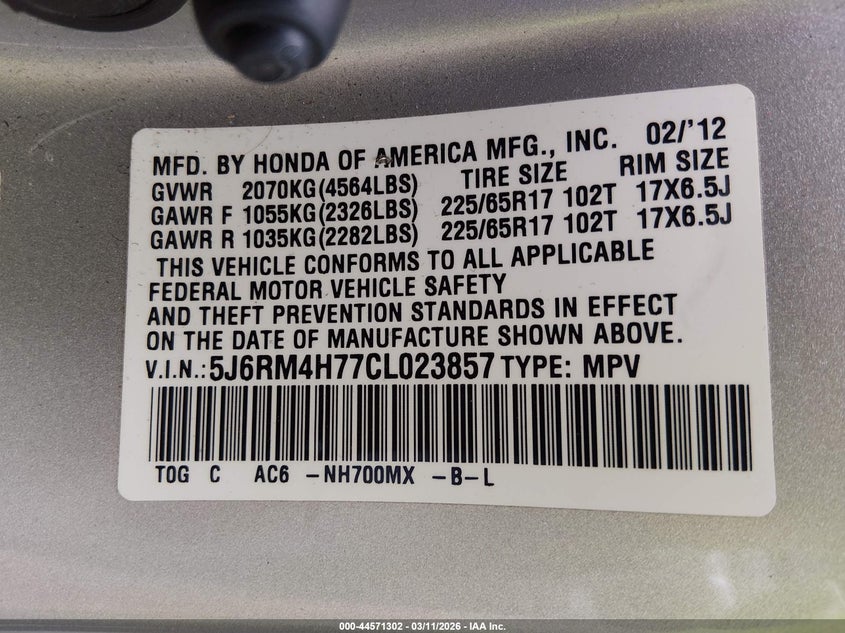 MFD. BY HONDA OF AMERICA MFG., INC. 02/'12
GVWR 2070KG(4564LBS) TIRE SIZE RIM SIZE
GAWR F 1055KG(2326LBS) 225/65R17 102T 17X6.5J
GAWR R 1035KG(2282LBS) 225/65R17 102T 17X6.5J
THIS VEHICLE CONFORMS TO ALL APPLICABLE
FEDERAL MOTOR VEHICLE SAFETY
AND THEFT PREVENTION STANDARDS IN EFFECT
ON THE DATE OF MANUFACTURE SHOWN ABOVE.
V.I.N.:5J6RM4H77CL023857 TYPE: MPV
T0G C AC6 -NH700MX -B-L
000-44571302 - 03/11/2026 - IAA Inc.